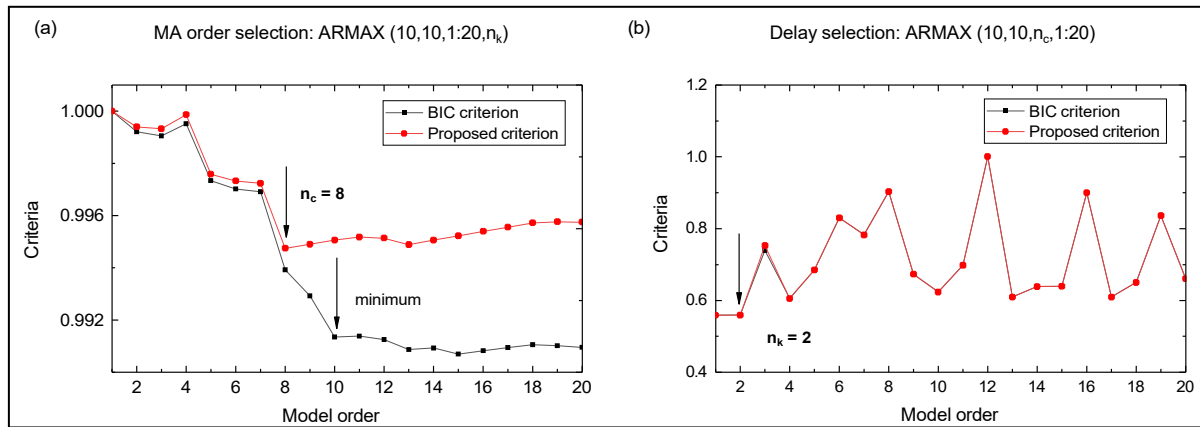 (a)
MA order selection: ARMAX (10,10,1:20,nk)
BIC criterion
Proposed criterion
nc = 8
minimum
Criteria
1.000
0.996
0.992
2 4 6 8 10 12 14 16 18 20
Model order
(b)
Delay selection: ARMAX (10,10,nc,1:20)
BIC criterion
Proposed criterion
nk = 2
Criteria
1.2
1.0
0.8
0.6
0.4
2 4 6 8 10 12 14 16 18 20
Model order